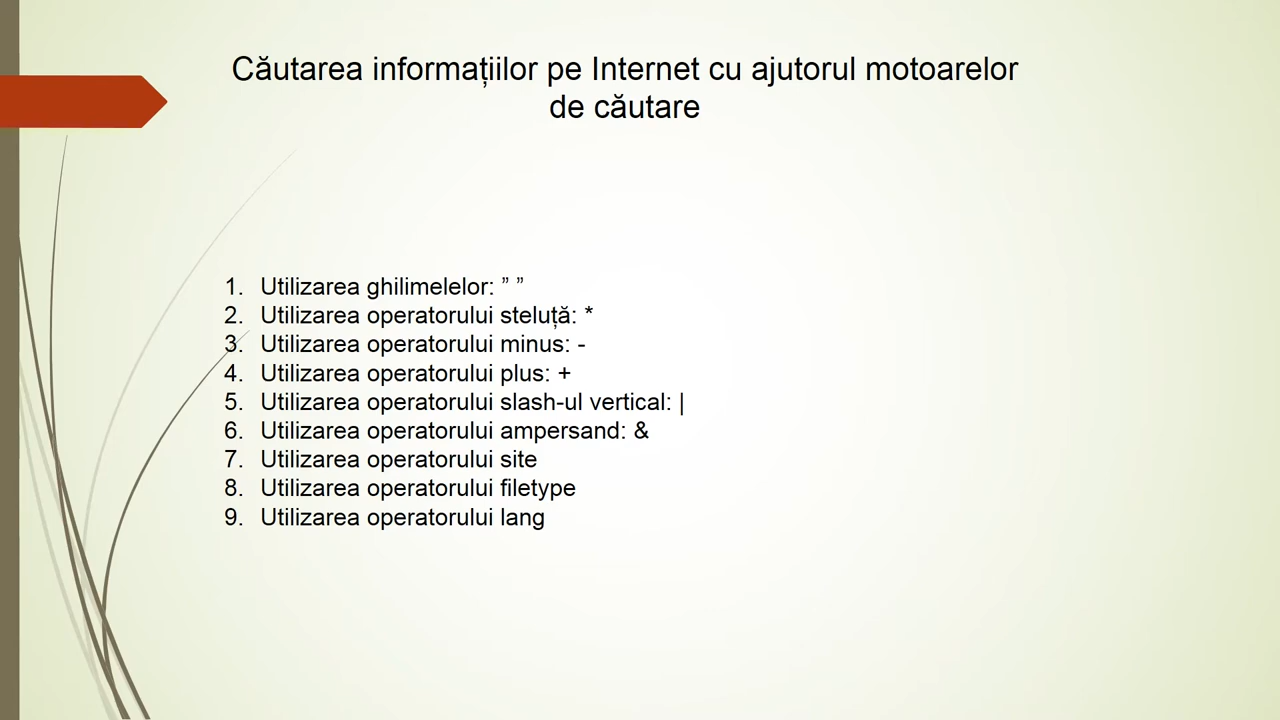 Căutarea informațiilor pe Internet cu ajutorul motoarelor
de căutare
1. Utilizarea ghilimelelor: ” ”
2. Utilizarea operatorului steluță: *
3. Utilizarea operatorului minus: -
4. Utilizarea operatorului plus: +
5. Utilizarea operatorului slash-ul vertical: |
6. Utilizarea operatorului ampersand: &
7. Utilizarea operatorului site
8. Utilizarea operatorului filetype
9. Utilizarea operatorului lang